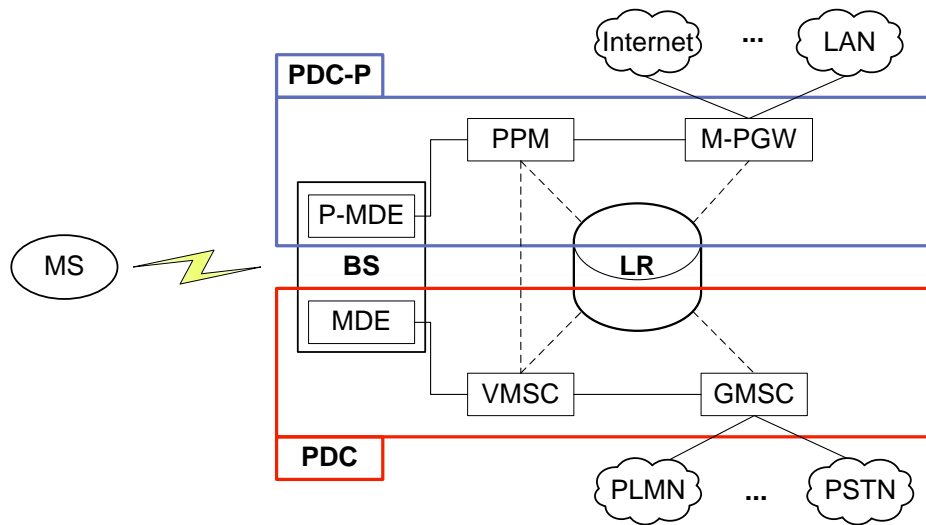 Internet
...
LAN
PDC-P
PPM
M-PGW
P-MDE
MS
BS
LR
MDE
VMSC
GMSC
PDC
PLMN
...
PSTN